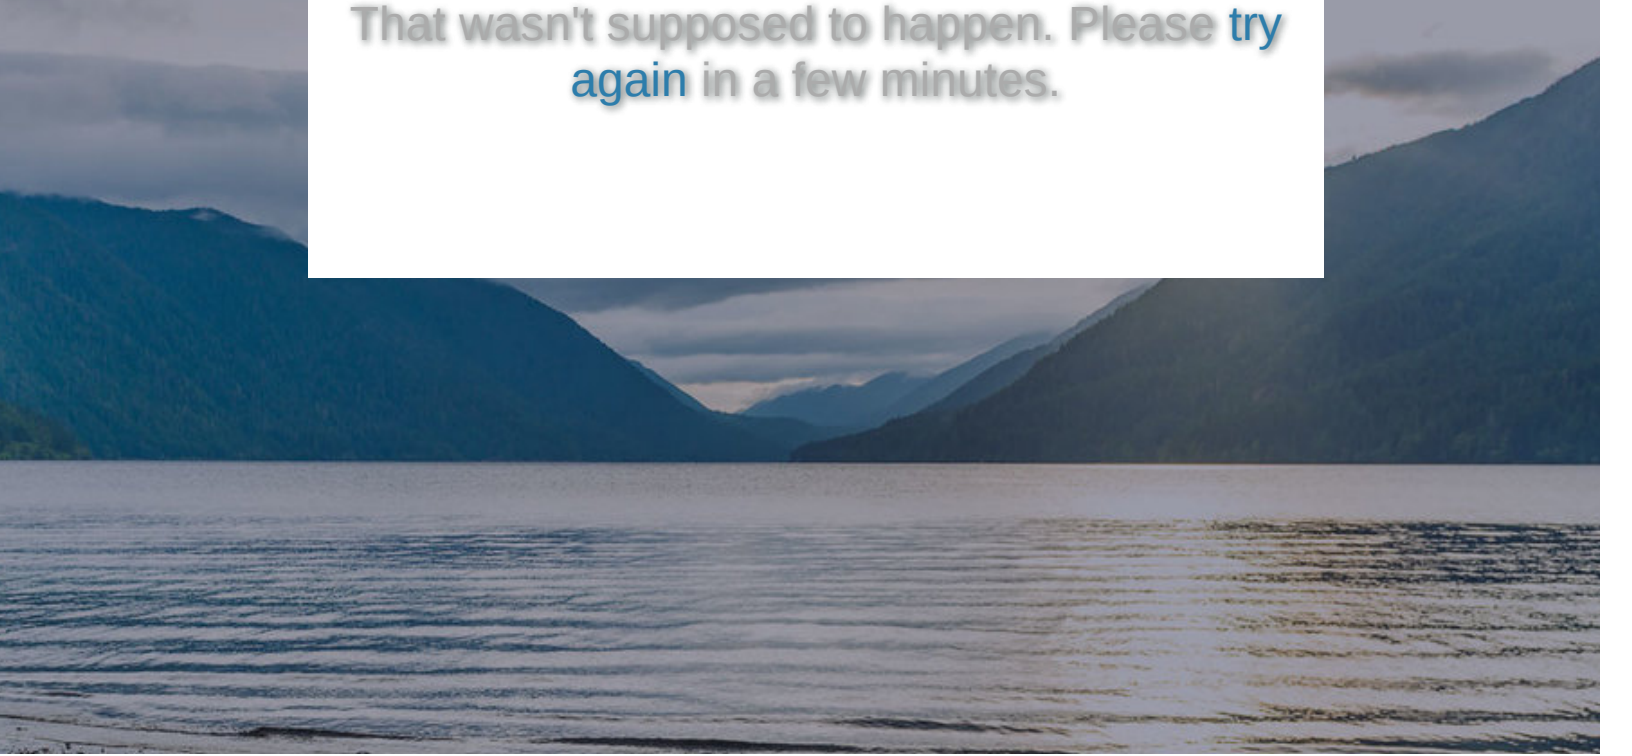 That wasn't supposed to happen. Please try
again in a few minutes.